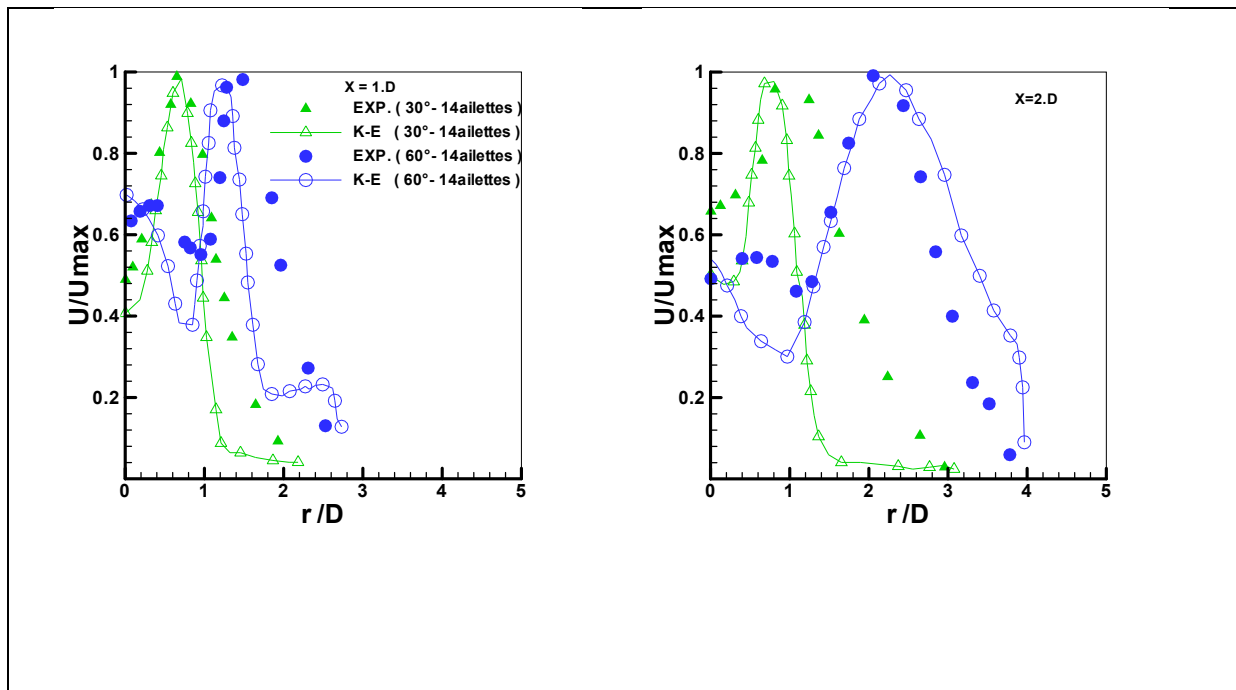 X = 1.D
EXP. ( 30°- 14ailettes )
K-E ( 30°- 14ailettes )
EXP. ( 60°- 14ailettes )
K-E ( 60°- 14ailettes )
U/Umax
1
0.8
0.6
0.4
0.2
0 1 2 3 4 5
r/D
X=2.D
U/Umax
1
0.8
0.6
0.4
0.2
0 1 2 3 4 5
r/D